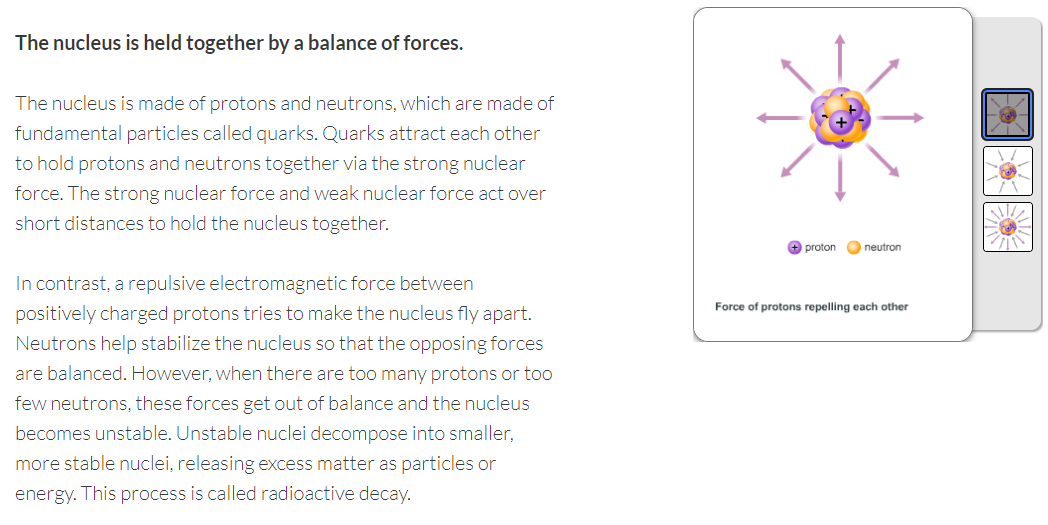 The nucleus is held together by a balance of forces.
The nucleus is made of protons and neutrons, which are made of
fundamental particles called quarks. Quarks attract each other
to hold protons and neutrons together via the strong nuclear
force. The strong nuclear force and weak nuclear force act over
short distances to hold the nucleus together.
In contrast, a repulsive electromagnetic force between
positively charged protons tries to make the nucleus fly apart.
Neutrons help stabilize the nucleus so that the opposing forces
are balanced. However, when there are too many protons or too
few neutrons, these forces get out of balance and the nucleus
becomes unstable. Unstable nuclei decompose into smaller,
more stable nuclei, releasing excess matter as particles or
energy. This process is called radioactive decay.
+
+
+ proton neutron
Force of protons repelling each other